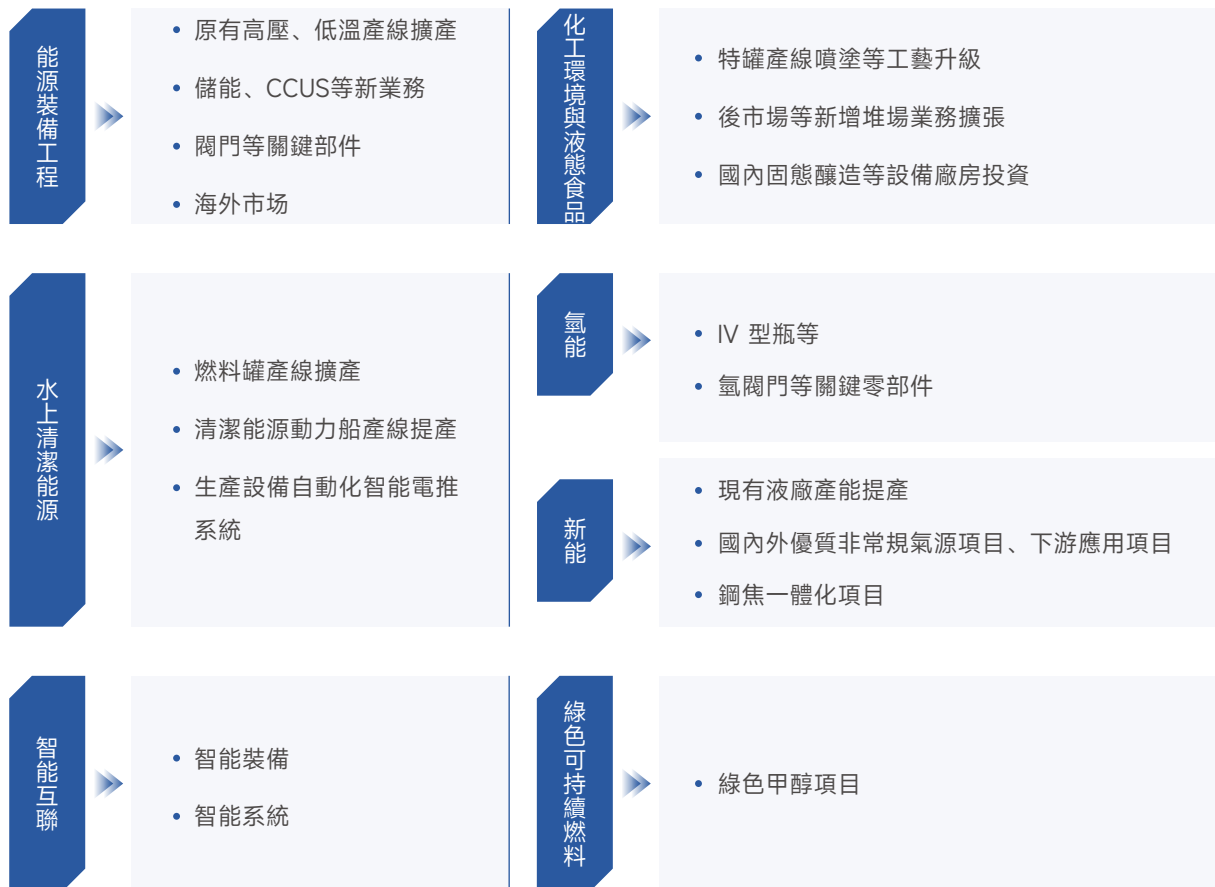 能源裝備工程
• 原有高壓、低溫產線擴產
• 儲能、CCUS等新業務
• 閥門等關鍵部件
• 海外市场
化工環境與液態食品
• 特罐產線噴塗等工藝升級
• 後市場等新增堆場業務擴張
• 國內固態釀造等設備廠房投資
水上清潔能源
• 燃料罐產線擴產
• 清潔能源動力船產線提產
• 生產設備自動化智能電推
系統
氫能
• IV 型瓶等
• 氫閥門等關鍵零部件
新能
• 現有液廠產能提產
• 國內外優質非常規氣源項目、下游應用項目
• 鋼焦一體化項目
智能互聯
• 智能裝備
• 智能系統
綠色可持續燃料
• 綠色甲醇項目